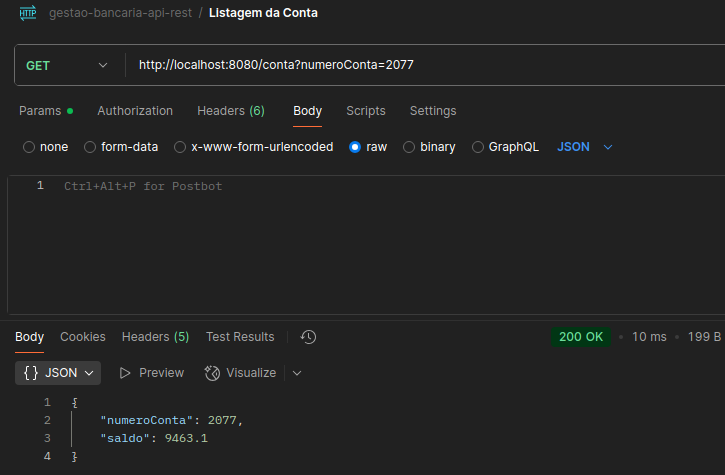 HTTP gestao-bancaria-api-rest / Listagem da Conta
GET http://localhost:8080/conta?numeroConta=2077
Params Authorization Headers (6) Body Scripts Settings
none form-data x-www-form-urlencoded raw binary GraphQL JSON
1 Ctrl+Alt+P for Postbot
Body Cookies Headers (5) Test Results 200 OK • 10 ms • 199 B
{} JSON Preview Visualize
1 {
2 "numeroConta": 2077,
3 "saldo": 9463.1
4 }